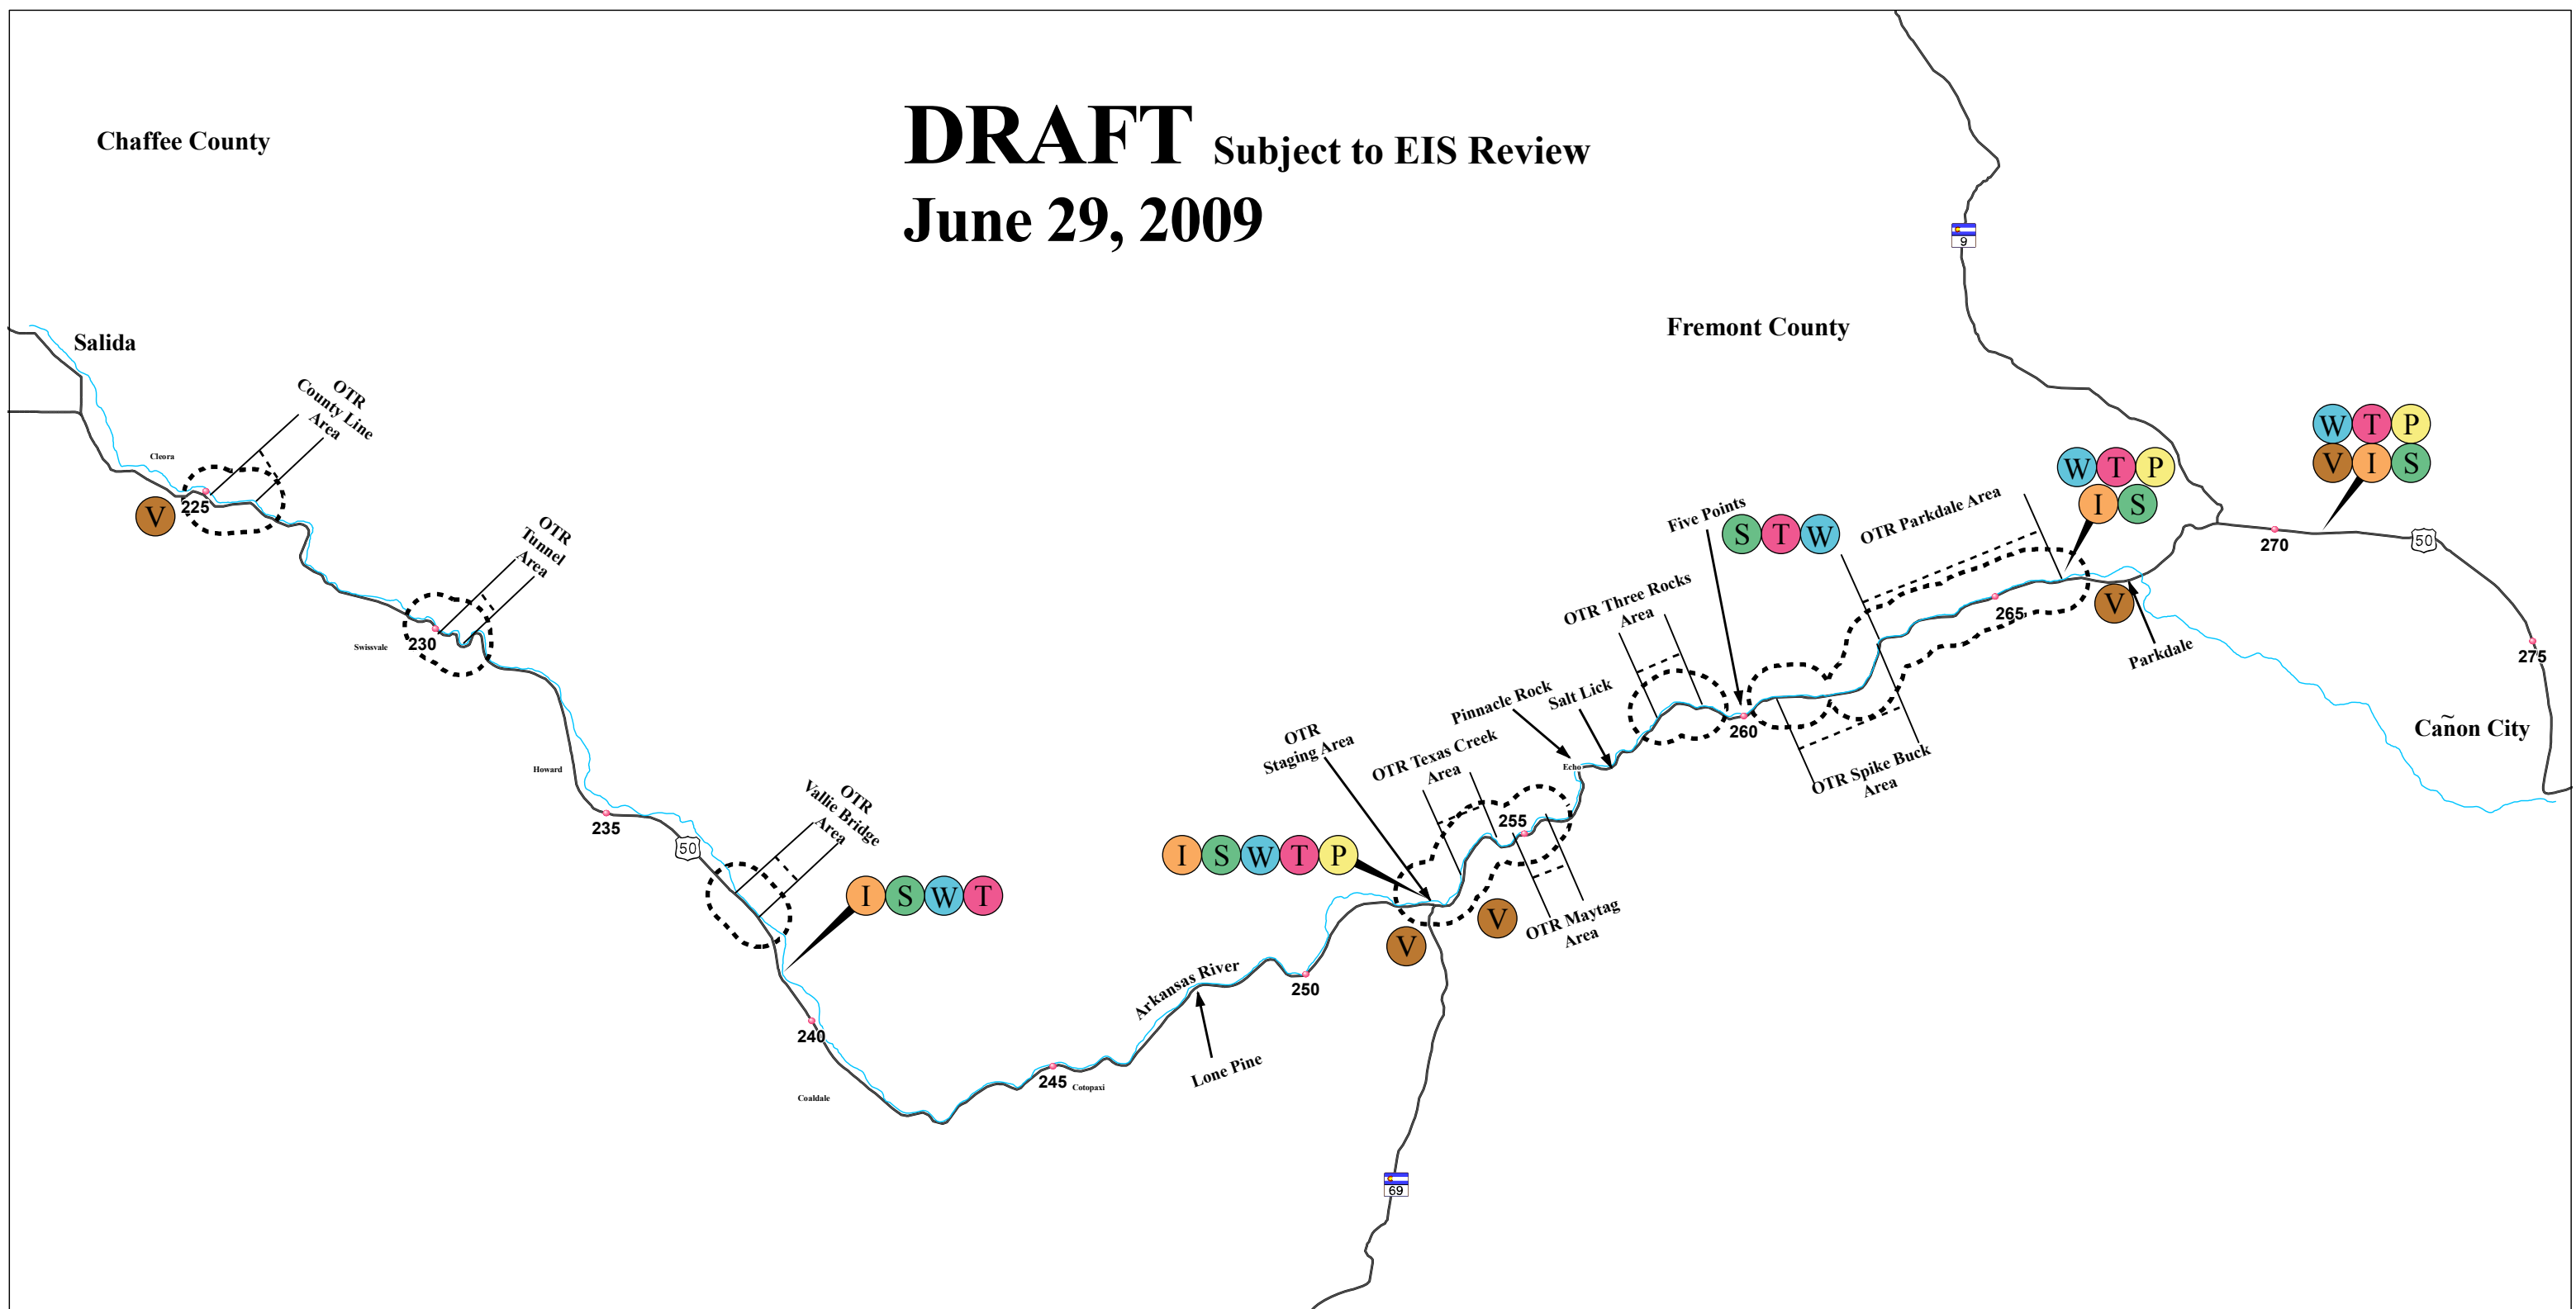 DRAFT Subject to EIS Review
June 29, 2009
Chaffee County
Salida
Cleora
OTR
County Line
Area
225
V
OTR
Tunnel
Area
230
Swissvale
Howard
235
50
OTR
Vallie Bridge
Area
I S W T
240
Coaldale
245
Cotopaxi
Arkansas River
Lone Pine
250
I S W T P
OTR
Staging Area
V
69
V
OTR Texas Creek
Area
255
OTR Maytag
Area
Pinnacle Rock
Echo
Salt Lick
OTR Three Rocks
Area
Five Points
S T W
260
OTR Spike Buck
Area
OTR Parkdale Area
265
W T P
I S
V
Parkdale
Fremont County
9
W T P
V I S
270
50
275
Cañon City